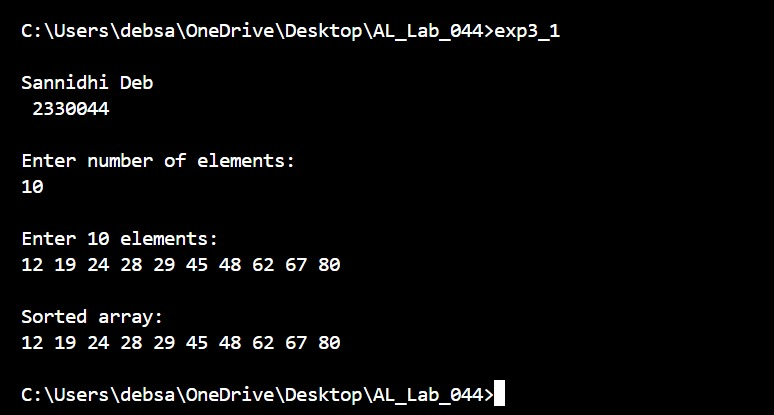 C:\Users\debsa\OneDrive\Desktop\AL_Lab_044>exp3_1
Sannidhi Deb
2330044
Enter number of elements:
10
Enter 10 elements:
12 19 24 28 29 45 48 62 67 80
Sorted array:
12 19 24 28 29 45 48 62 67 80
C:\Users\debsa\OneDrive\Desktop\AL_Lab_044>